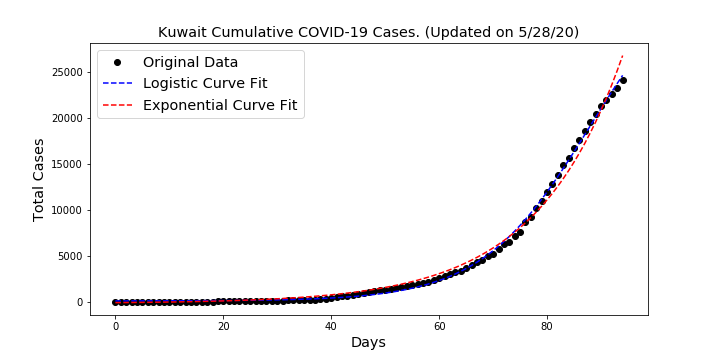 Kuwait Cumulative COVID-19 Cases. (Updated on 5/28/20)
Original Data
Logistic Curve Fit
Exponential Curve Fit
Total Cases
25000
20000
15000
10000
5000
0
0 20 40 60 80
Days